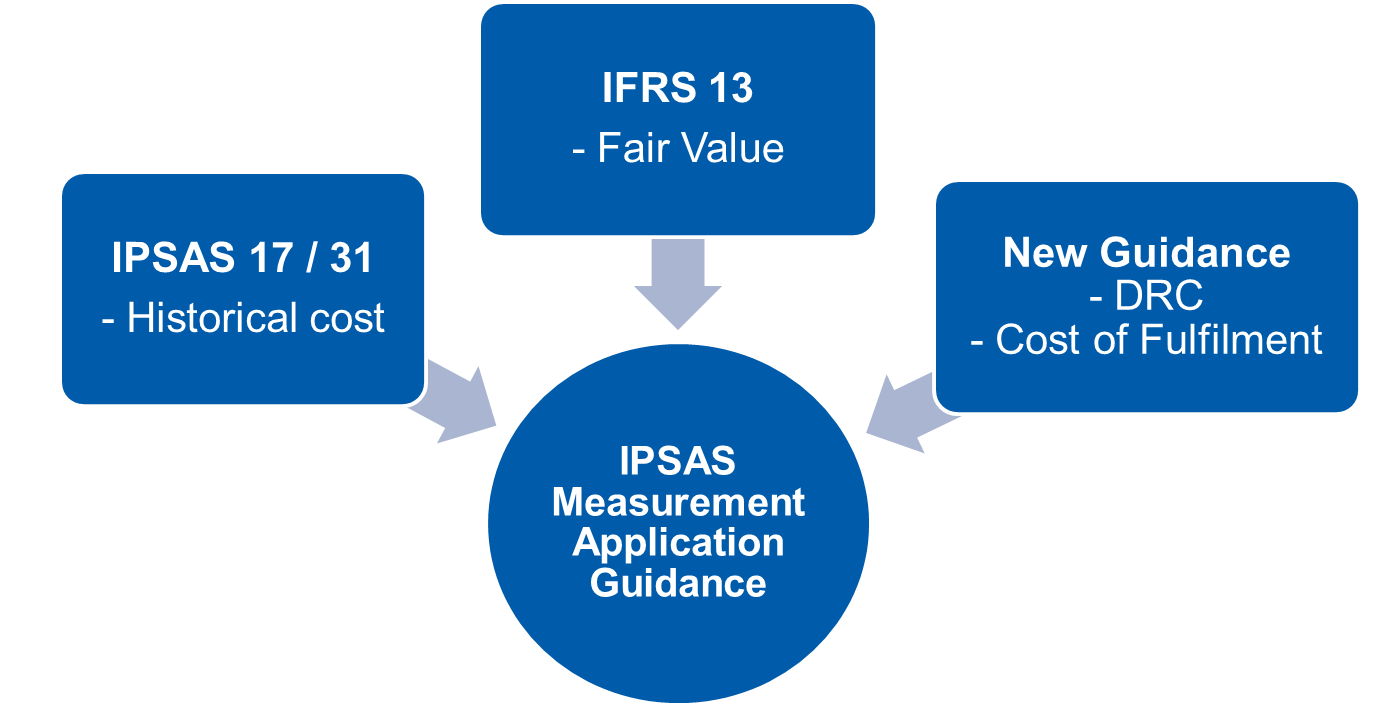 IFRS 13
- Fair Value
IPSAS 17 / 31
- Historical cost
New Guidance
- DRC
- Cost of Fulfilment
IPSAS
Measurement
Application
Guidance